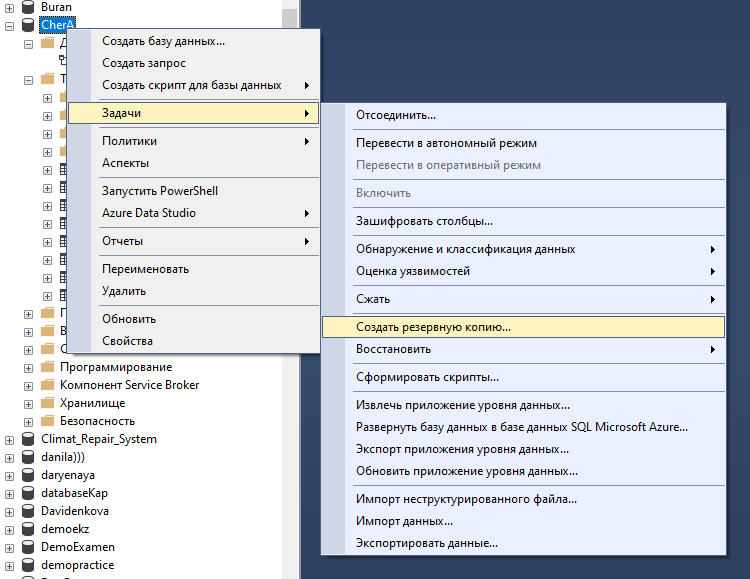 Buran
CherA
Создать базу данных...
Создать запрос
Создать скрипт для базы данных
Задачи
Политики
Аспекты
Запустить PowerShell
Azure Data Studio
Отчеты
Переименовать
Удалить
Обновить
Свойства
Отсоединить...
Перевести в автономный режим
Перевести в оперативный режим
Включить
Зашифровать столбцы...
Обнаружение и классификация данных
Оценка уязвимостей
Сжать
Создать резервную копию...
Восстановить
Сформировать скрипты...
Извлечь приложение уровня данных...
Развернуть базу данных в базе данных SQL Microsoft Azure...
Экспорт приложения уровня данных...
Обновить приложение уровня данных...
Импорт неструктурированного файла...
Импорт данных...
Экспортировать данные...
Программирование
Компонент Service Broker
Хранилище
Безопасность
Climat_Repair_System
danila)))
daryenaya
databaseKap
Davidenkova
demoekz
DemoExamen
demopractice